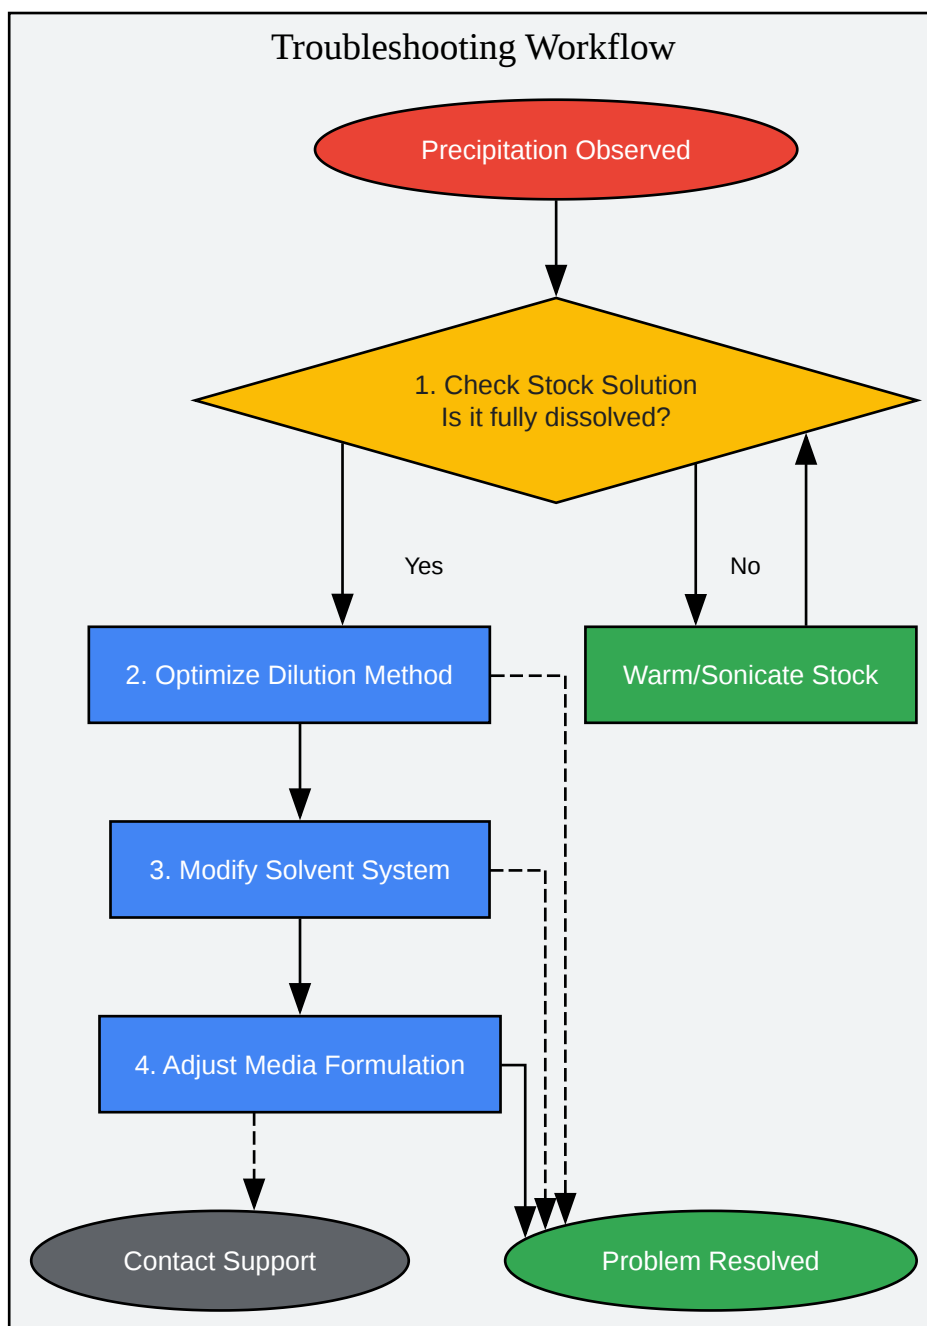 Troubleshooting Workflow
Precipitation Observed
1. Check Stock Solution
Is it fully dissolved?
Yes
No
2. Optimize Dilution Method
Warm/Sonicate Stock
3. Modify Solvent System
4. Adjust Media Formulation
Contact Support
Problem Resolved